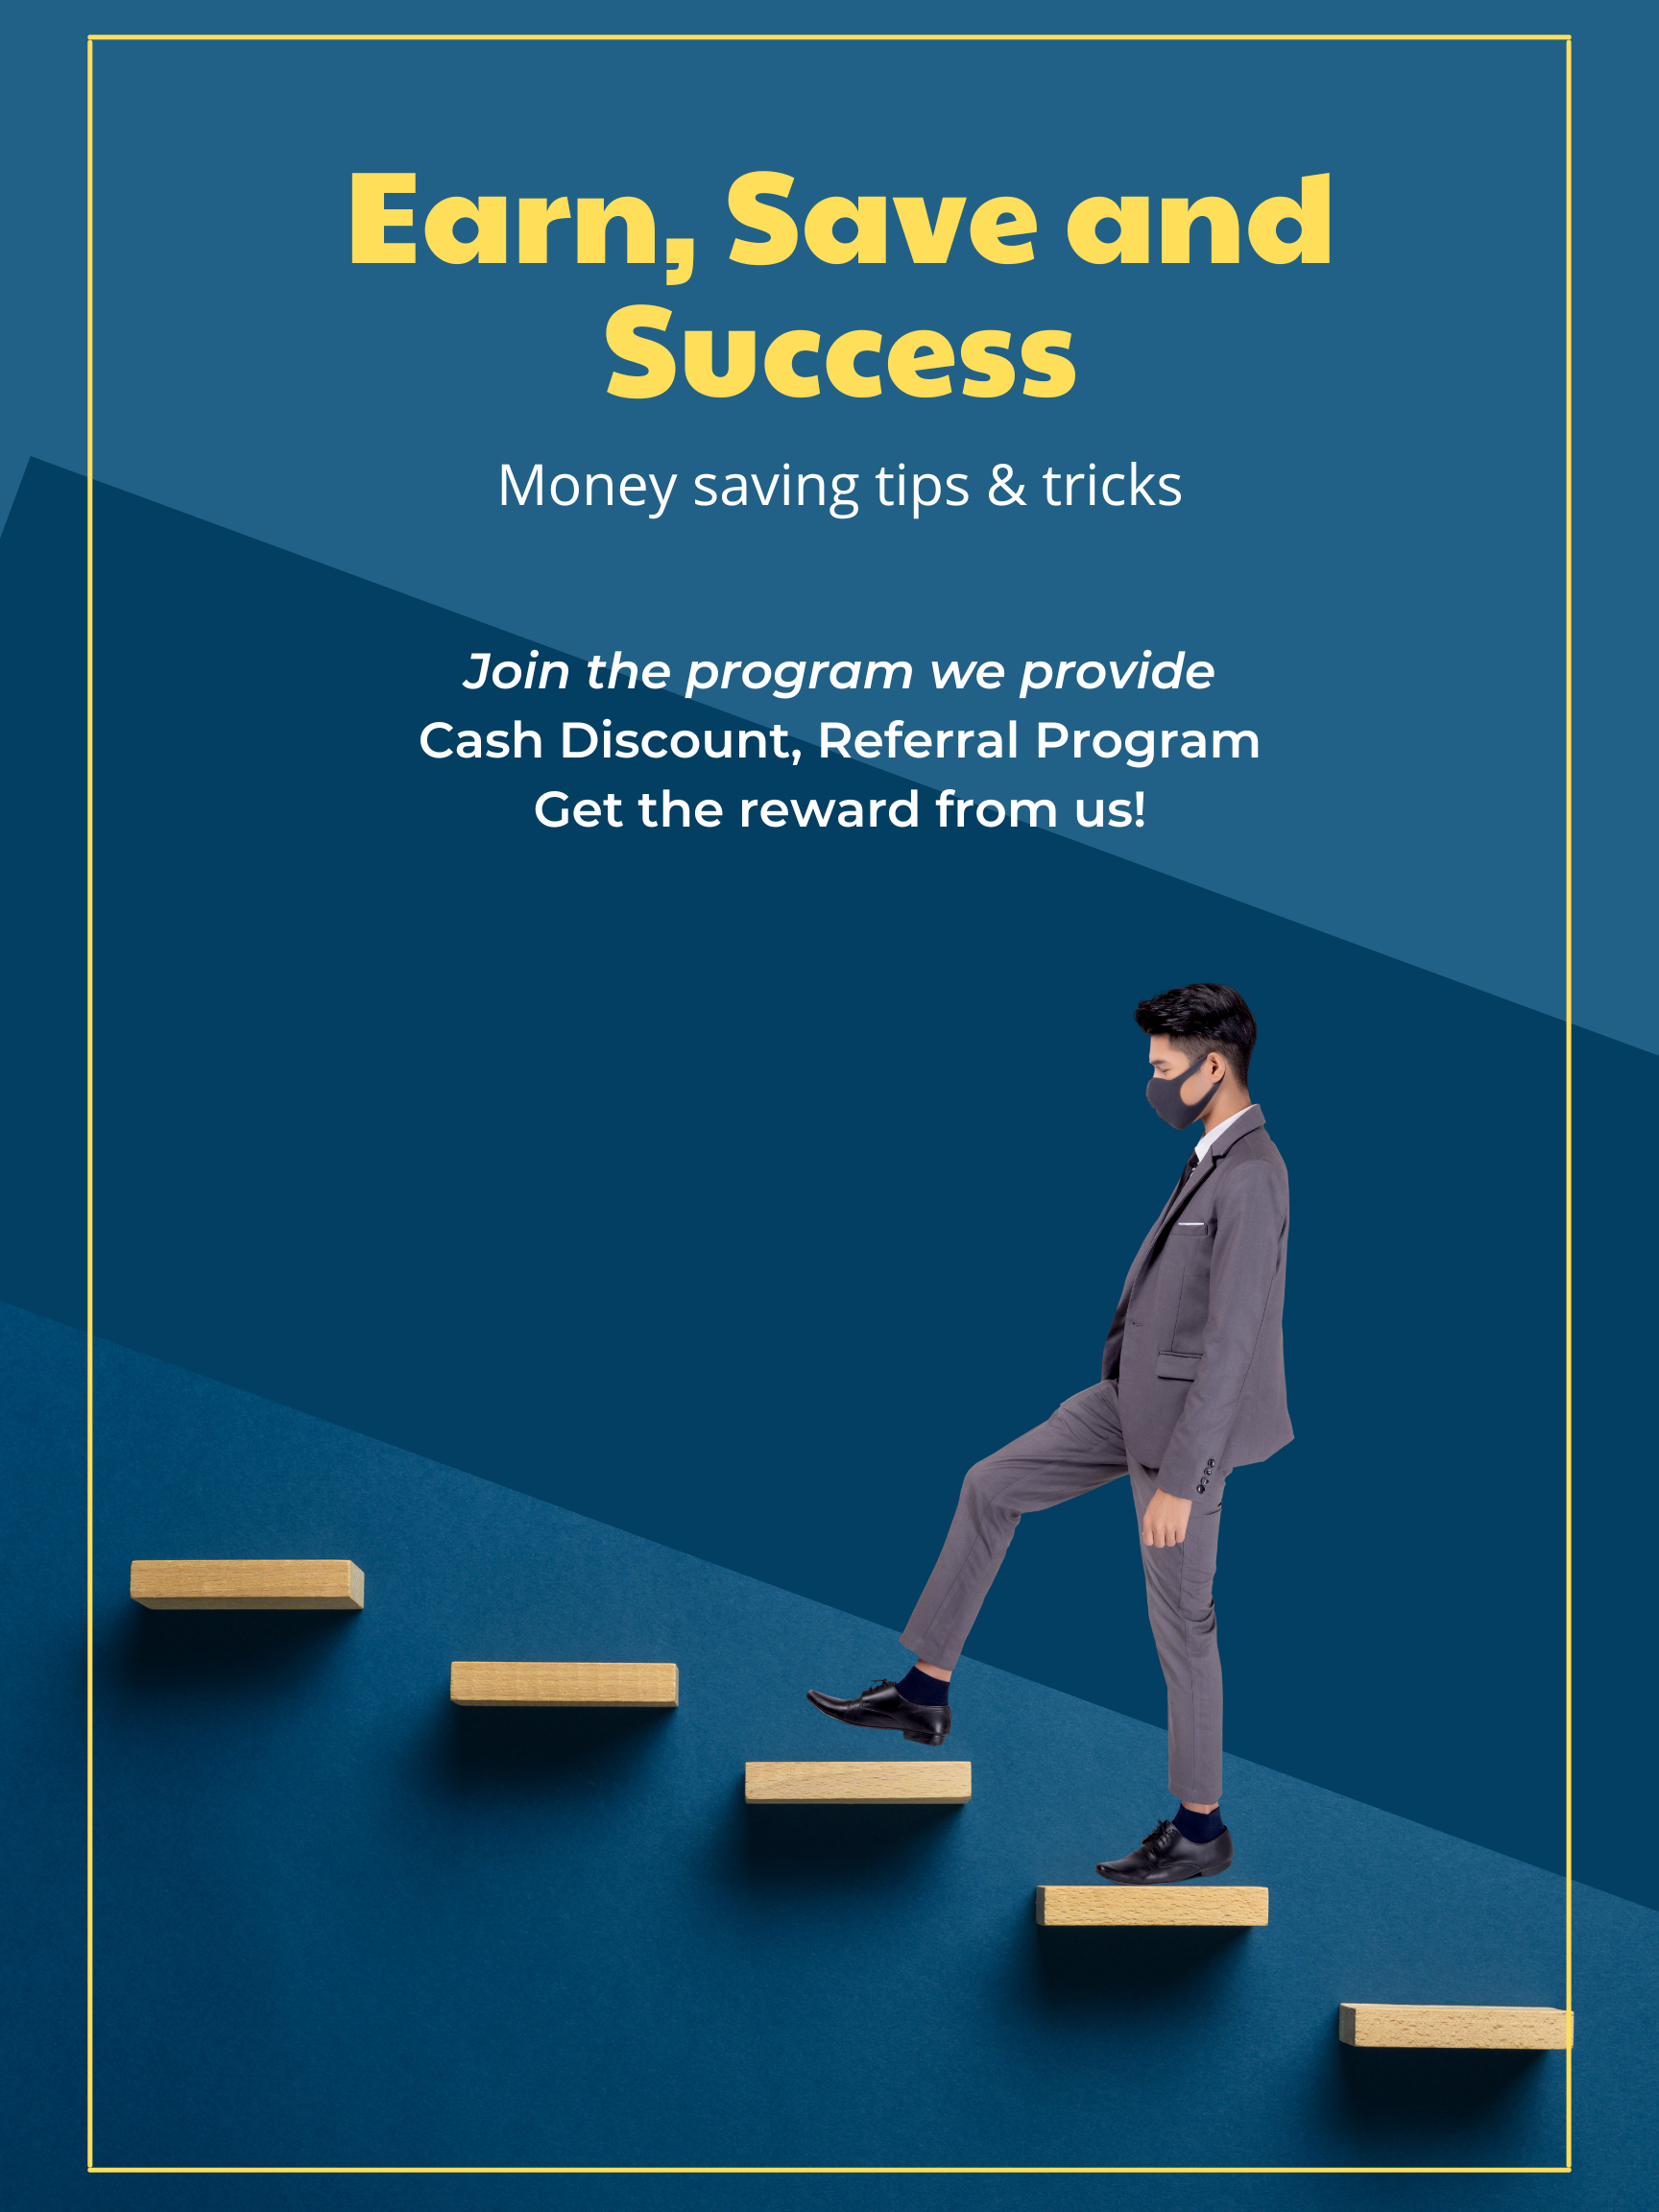 Earn, Save and
Success
Money saving tips & tricks
Join the program we provide
Cash Discount, Referral Program
Get the reward from us!